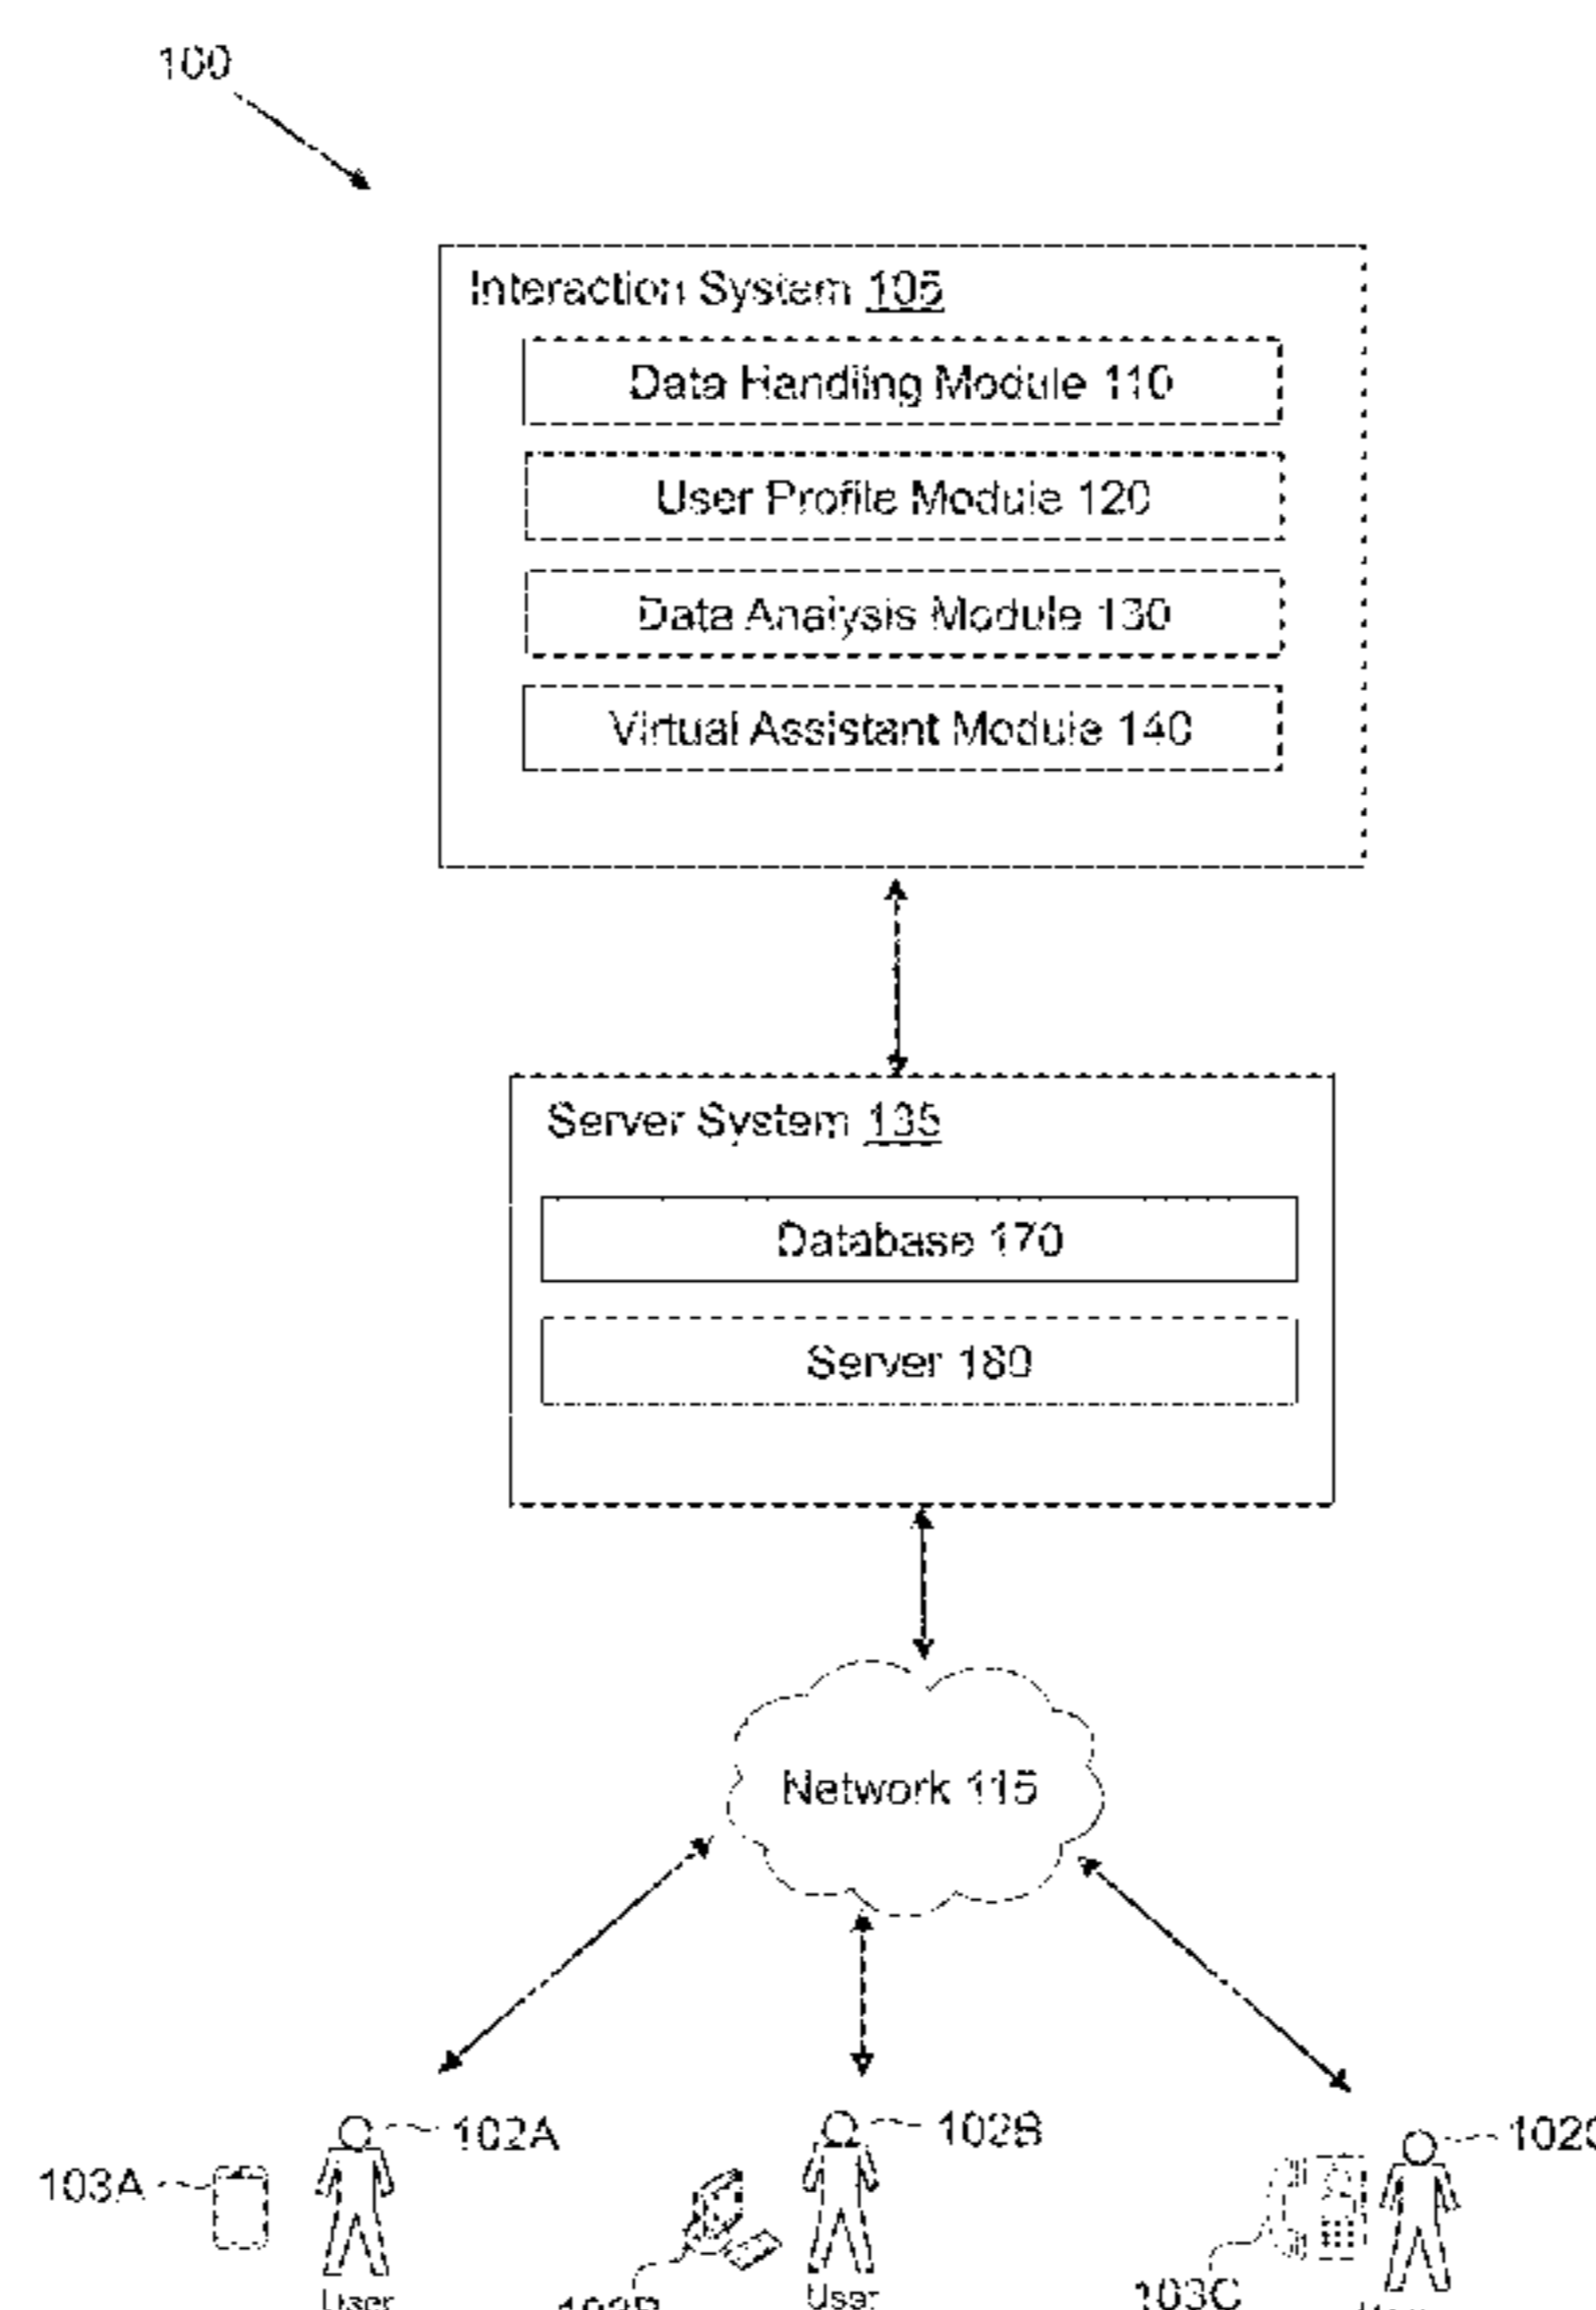 100
Interaction System 105
Data Handling Module 110
User Profile Module 120
Data Analysis Module 130
Virtual Assistant Module 140
Server System 135
Database 170
Server 180
Network 115
102A
102B
102C
103A
103C
User
User